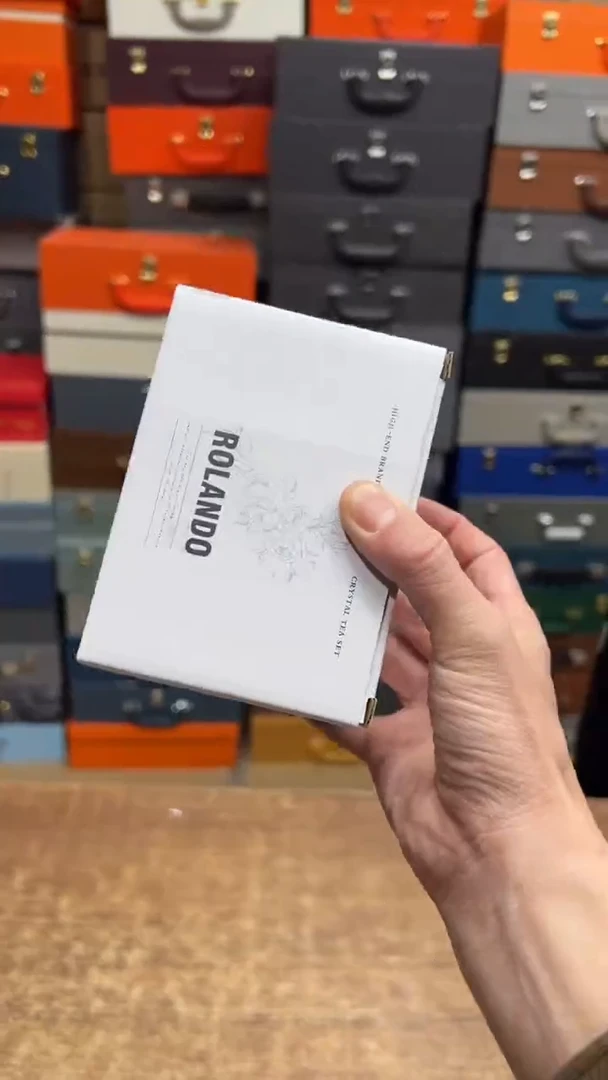 HIGH-END BRAND
CRYSTAL TEA SET
ROLANDO